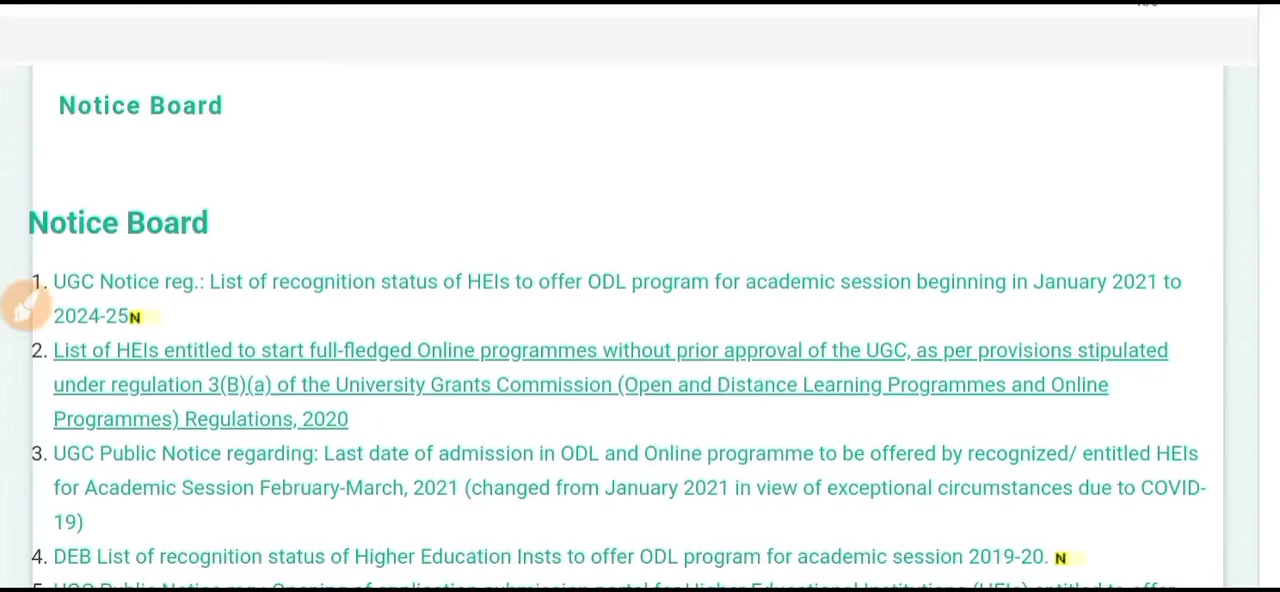 Notice Board
Notice Board
1. UGC Notice reg.: List of recognition status of HEIs to offer ODL program for academic session beginning in January 2021 to
2024-25 N
2. List of HEIs entitled to start full-fledged Online programmes without prior approval of the UGC, as per provisions stipulated
under regulation 3(B)(a) of the University Grants Commission (Open and Distance Learning Programmes and Online
Programmes) Regulations, 2020
3. UGC Public Notice regarding: Last date of admission in ODL and Online programme to be offered by recognized/ entitled HEIs
for Academic Session February-March, 2021 (changed from January 2021 in view of exceptional circumstances due to COVID-
19)
4. DEB List of recognition status of Higher Education Insts to offer ODL program for academic session 2019-20. N